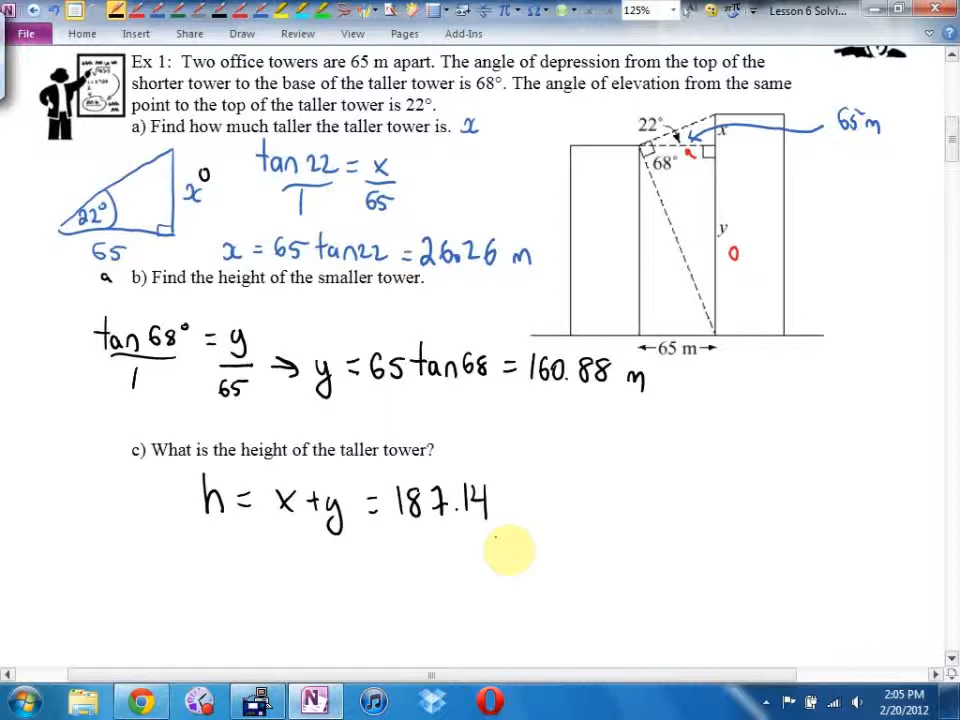 125%
Lesson 6 Solvi...
File Home Insert Share Draw Review View Pages Add-Ins
Ex 1: Two office towers are 65 m apart. The angle of depression from the top of the
shorter tower to the base of the taller tower is 68°. The angle of elevation from the same
point to the top of the taller tower is 22°.
a) Find how much taller the taller tower is. x
22°
x
65 m
68°
a
y
O
65 m
tan 22 = x
1 65
22°
x
O
65
a
x = 65 tan 22 = 26.26 m
b) Find the height of the smaller tower.
tan 68° = y
1 65
→ y = 65 tan 68 = 160.88 m
c) What is the height of the taller tower?
h = x + y = 187.14
2:05 PM
2/20/2012